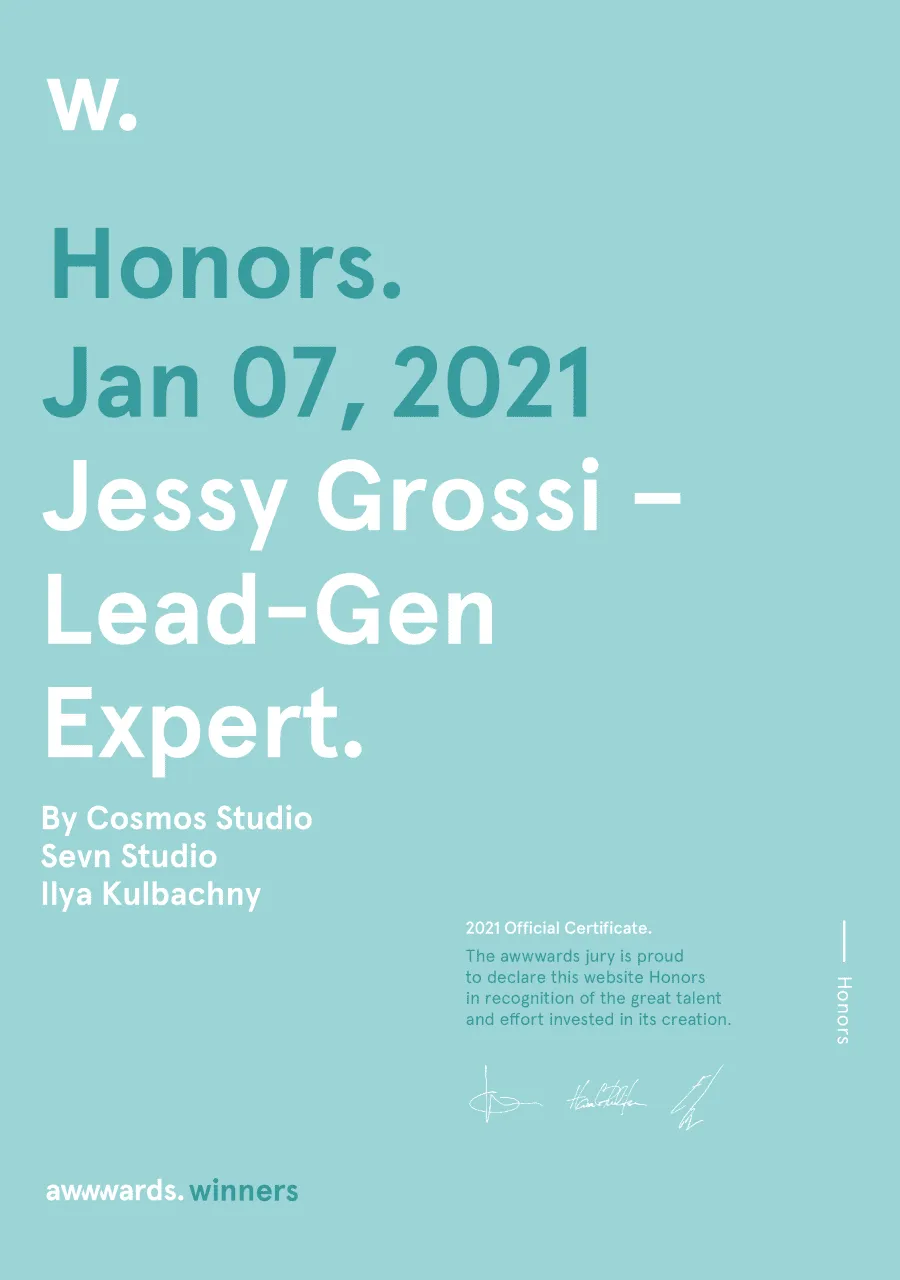 w.
Honors.
Jan 07, 2021
Jessy Grossi –
Lead-Gen
Expert.
By Cosmos Studio
Sevn Studio
Ilya Kulbachny
2021 Official Certificate.
The awwwards jury is proud
to declare this website Honors
in recognition of the great talent
and effort invested in its creation.
Honors
awwwards. winners